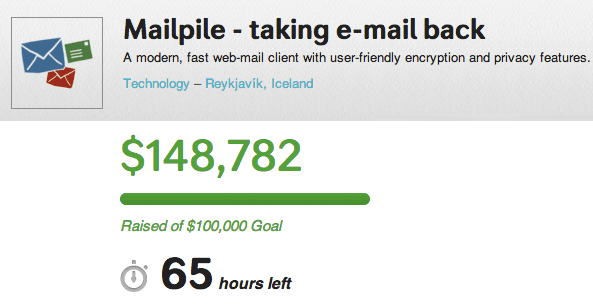 Mailpile - taking e-mail back
A modern, fast web-mail client with user-friendly encryption and privacy features.
Technology – Reykjavík, Iceland
$148,782
Raised of $100,000 Goal
65 hours left